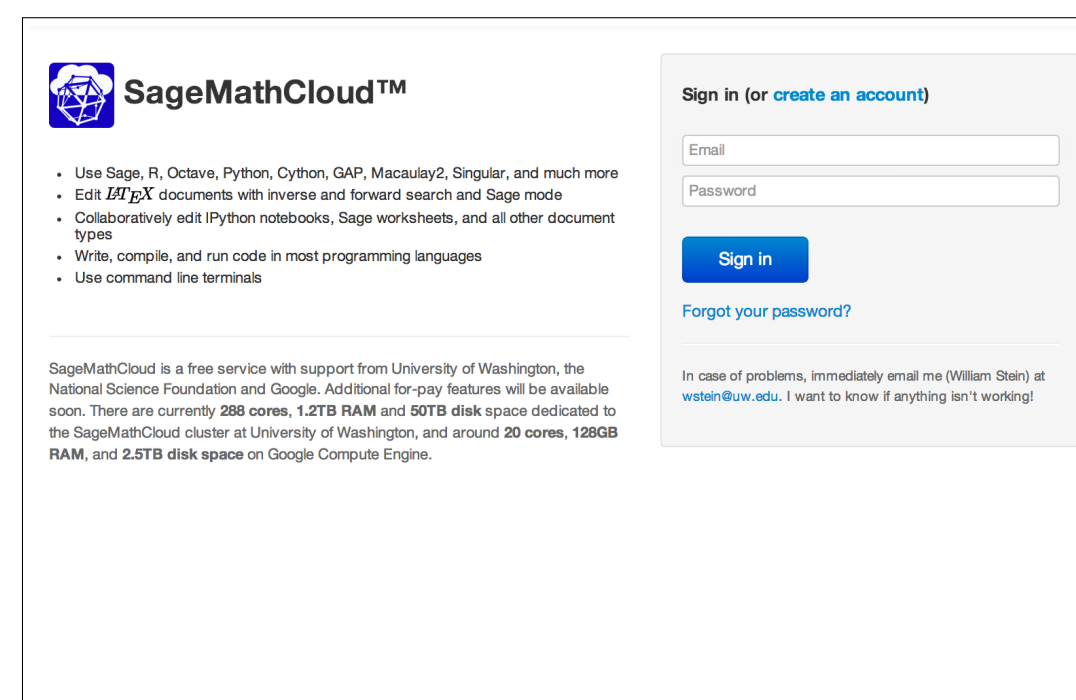 SageMathCloud™
• Use Sage, R, Octave, Python, Cython, GAP, Macaulay2, Singular, and much more
• Edit LATEX documents with inverse and forward search and Sage mode
• Collaboratively edit IPython notebooks, Sage worksheets, and all other document
types
• Write, compile, and run code in most programming languages
• Use command line terminals
SageMathCloud is a free service with support from University of Washington, the
National Science Foundation and Google. Additional for-pay features will be available
soon. There are currently 288 cores, 1.2TB RAM and 50TB disk space dedicated to
the SageMathCloud cluster at University of Washington, and around 20 cores, 128GB
RAM, and 2.5TB disk space on Google Compute Engine.
Sign in (or create an account)
Email
Password
Sign in
Forgot your password?
In case of problems, immediately email me (William Stein) at
wstein@uw.edu. I want to know if anything isn't working!